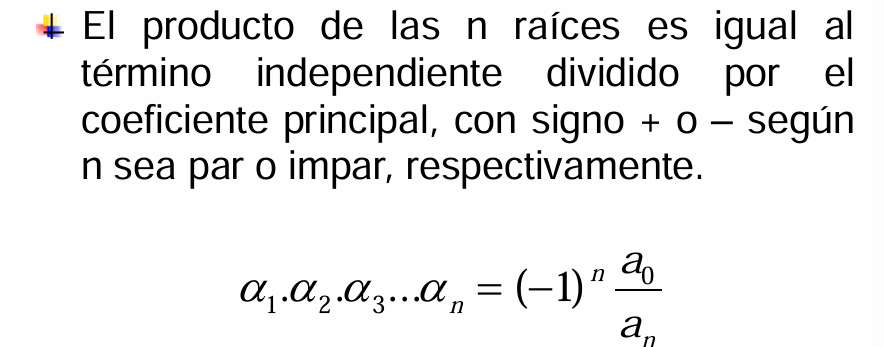 El producto de las n raíces es igual al
término independiente dividido por el
coeficiente principal, con signo + o – según
n sea par o impar, respectivamente.
α₁.α₂.α₃...αₙ = (−1)ⁿ a₀/aₙ